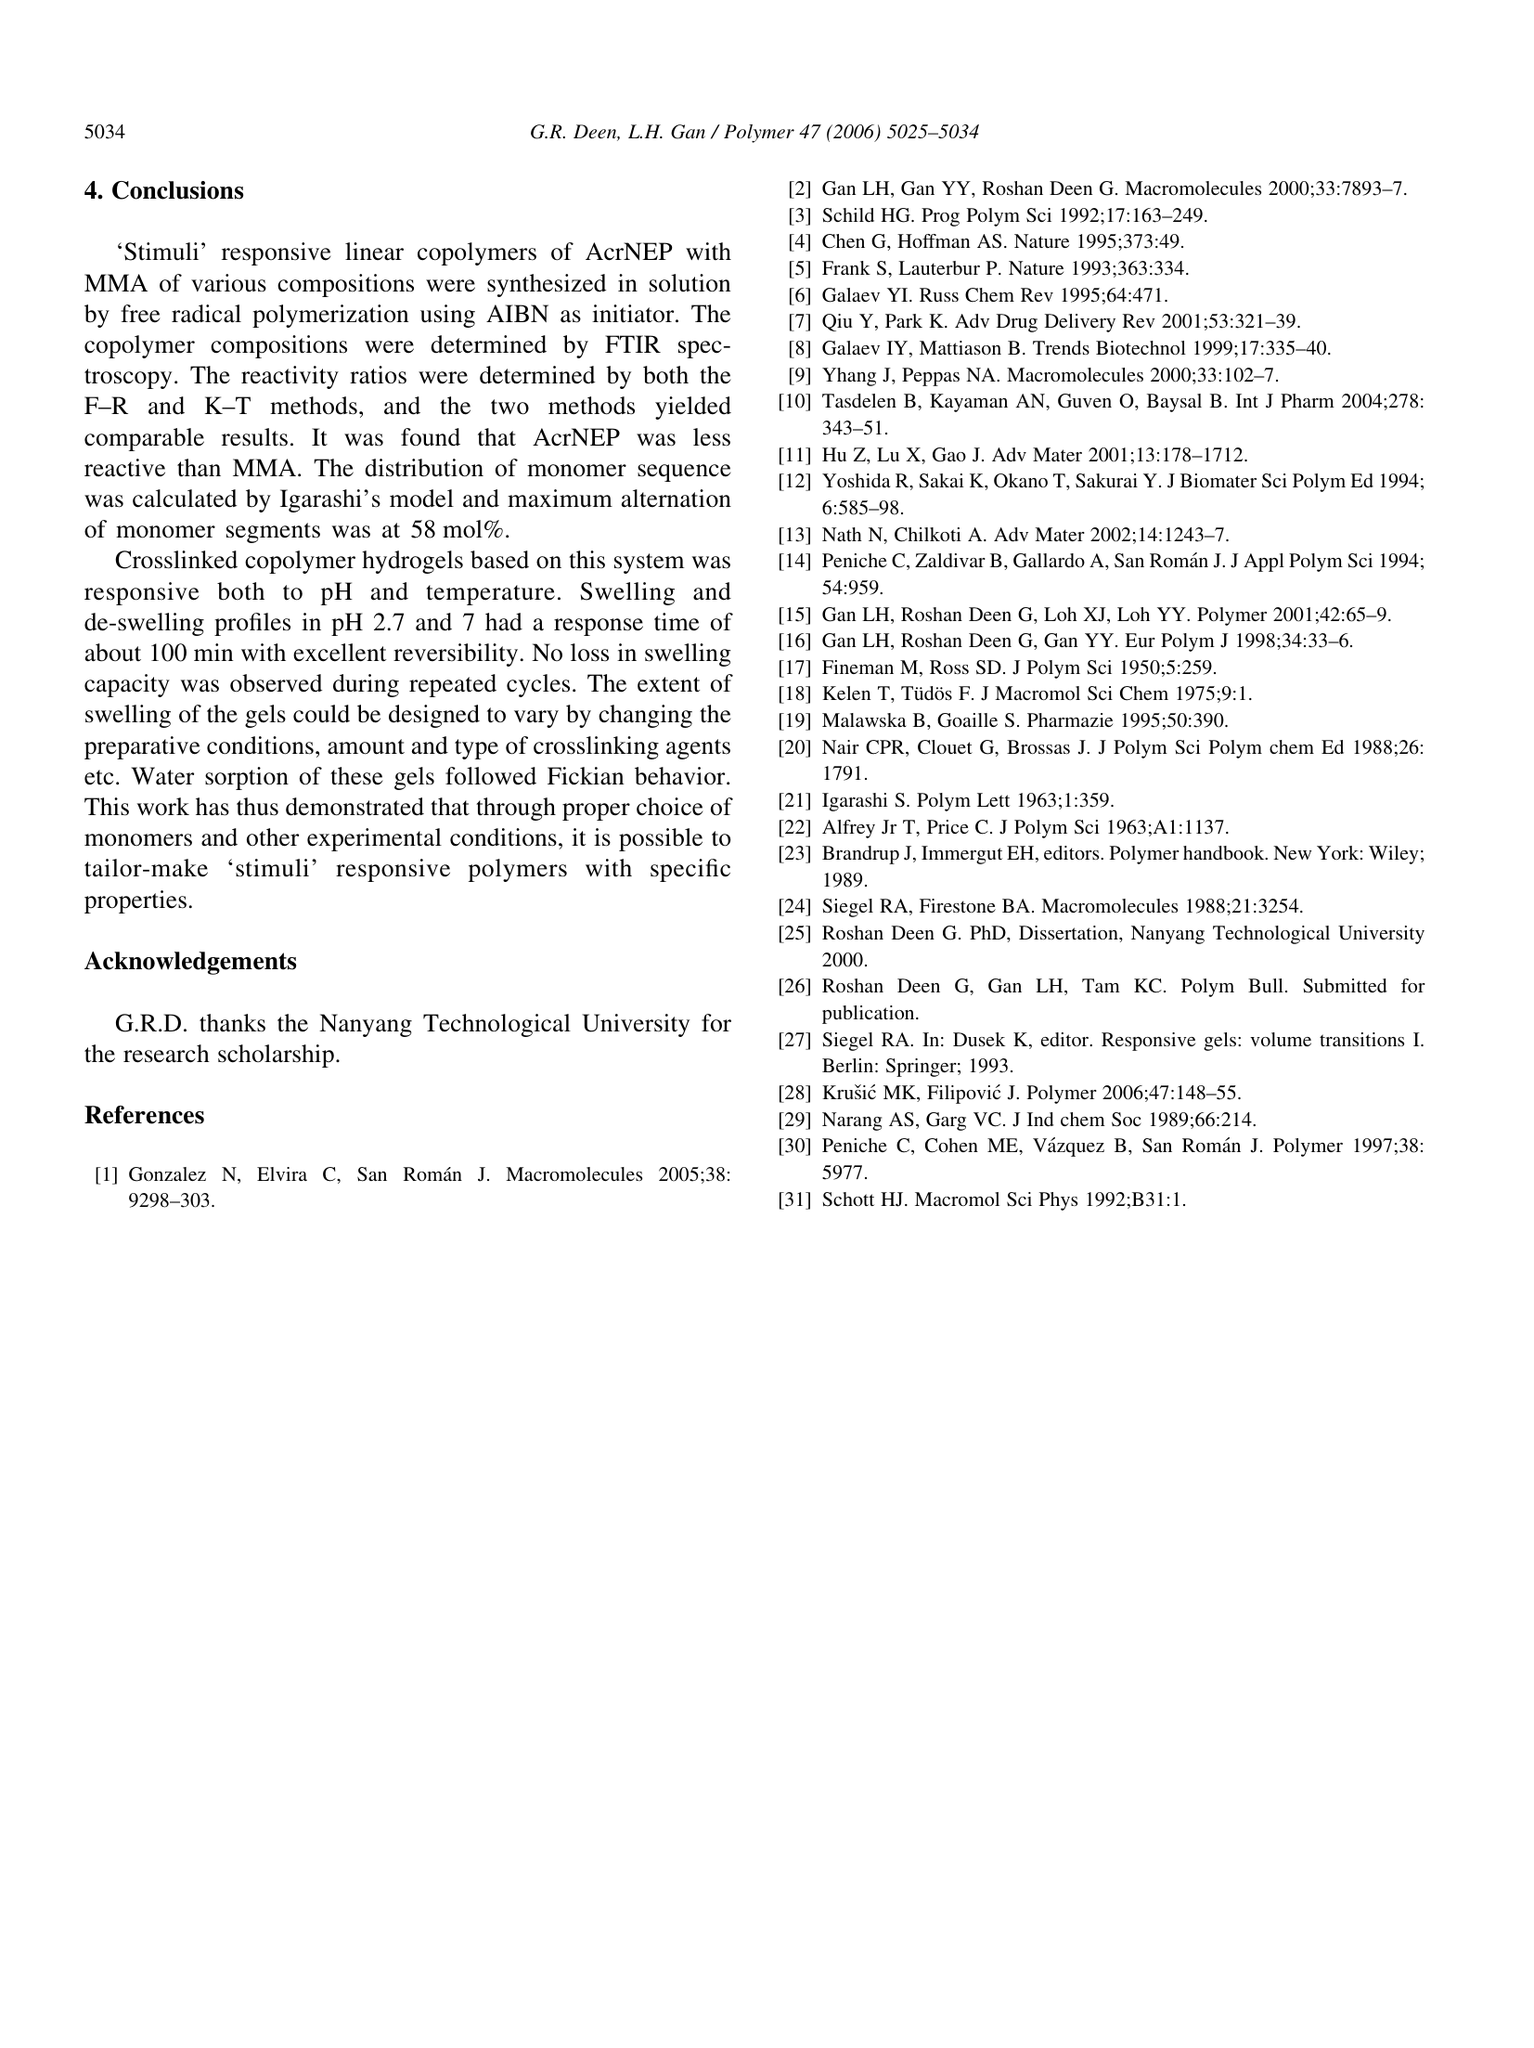 5034
G.R. Deen, L.H. Gan / Polymer 47 (2006) 5025–5034
4. Conclusions
‘Stimuli’ responsive linear copolymers of AcrNEP with
MMA of various compositions were synthesized in solution
by free radical polymerization using AIBN as initiator. The
copolymer compositions were determined by FTIR spec-
troscopy. The reactivity ratios were determined by both the
F–R and K–T methods, and the two methods yielded
comparable results. It was found that AcrNEP was less
reactive than MMA. The distribution of monomer sequence
was calculated by Igarashi’s model and maximum alternation
of monomer segments was at 58 mol%.
Crosslinked copolymer hydrogels based on this system was
responsive both to pH and temperature. Swelling and
de-swelling profiles in pH 2.7 and 7 had a response time of
about 100 min with excellent reversibility. No loss in swelling
capacity was observed during repeated cycles. The extent of
swelling of the gels could be designed to vary by changing the
preparative conditions, amount and type of crosslinking agents
etc. Water sorption of these gels followed Fickian behavior.
This work has thus demonstrated that through proper choice of
monomers and other experimental conditions, it is possible to
tailor-make ‘stimuli’ responsive polymers with specific
properties.
Acknowledgements
G.R.D. thanks the Nanyang Technological University for
the research scholarship.
References
[1] Gonzalez N, Elvira C, San Román J. Macromolecules 2005;38:
9298–303.
[2] Gan LH, Gan YY, Roshan Deen G. Macromolecules 2000;33:7893–7.
[3] Schild HG. Prog Polym Sci 1992;17:163–249.
[4] Chen G, Hoffman AS. Nature 1995;373:49.
[5] Frank S, Lauterbur P. Nature 1993;363:334.
[6] Galaev YI. Russ Chem Rev 1995;64:471.
[7] Qiu Y, Park K. Adv Drug Delivery Rev 2001;53:321–39.
[8] Galaev IY, Mattiason B. Trends Biotechnol 1999;17:335–40.
[9] Yhang J, Peppas NA. Macromolecules 2000;33:102–7.
[10] Tasdelen B, Kayaman AN, Guven O, Baysal B. Int J Pharm 2004;278:
343–51.
[11] Hu Z, Lu X, Gao J. Adv Mater 2001;13:178–1712.
[12] Yoshida R, Sakai K, Okano T, Sakurai Y. J Biomater Sci Polym Ed 1994;
6:585–98.
[13] Nath N, Chilkoti A. Adv Mater 2002;14:1243–7.
[14] Peniche C, Zaldivar B, Gallardo A, San Román J. J Appl Polym Sci 1994;
54:959.
[15] Gan LH, Roshan Deen G, Loh XJ, Loh YY. Polymer 2001;42:65–9.
[16] Gan LH, Roshan Deen G, Gan YY. Eur Polym J 1998;34:33–6.
[17] Fineman M, Ross SD. J Polym Sci 1950;5:259.
[18] Kelen T, Tüdös F. J Macromol Sci Chem 1975;9:1.
[19] Malawska B, Goaille S. Pharmazie 1995;50:390.
[20] Nair CPR, Clouet G, Brossas J. J Polym Sci Polym chem Ed 1988;26:
1791.
[21] Igarashi S. Polym Lett 1963;1:359.
[22] Alfrey Jr T, Price C. J Polym Sci 1963;A1:1137.
[23] Brandrup J, Immergut EH, editors. Polymer handbook. New York: Wiley;
1989.
[24] Siegel RA, Firestone BA. Macromolecules 1988;21:3254.
[25] Roshan Deen G. PhD, Dissertation, Nanyang Technological University
2000.
[26] Roshan Deen G, Gan LH, Tam KC. Polym Bull. Submitted for
publication.
[27] Siegel RA. In: Dusek K, editor. Responsive gels: volume transitions I.
Berlin: Springer; 1993.
[28] Krušić MK, Filipović J. Polymer 2006;47:148–55.
[29] Narang AS, Garg VC. J Ind chem Soc 1989;66:214.
[30] Peniche C, Cohen ME, Vázquez B, San Román J. Polymer 1997;38:
5977.
[31] Schott HJ. Macromol Sci Phys 1992;B31:1.